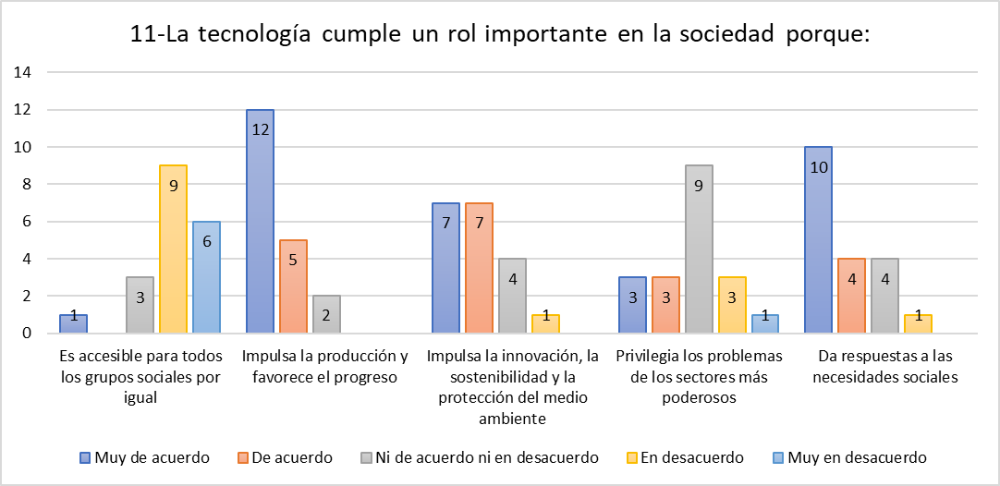 11-La tecnología cumple un rol importante en la sociedad porque:
14
12
10
8
6
4
2
0
1
3
9
6
12
5
2
7
7
4
1
3
3
9
3
1
10
4
4
1
Es accesible para todos
los grupos sociales por
igual
Impulsa la producción y
favorece el progreso
Impulsa la innovación, la
sostenibilidad y la
protección del medio
ambiente
Privilegia los problemas
de los sectores más
poderosos
Da respuestas a las
necesidades sociales
Muy de acuerdo
De acuerdo
Ni de acuerdo ni en desacuerdo
En desacuerdo
Muy en desacuerdo